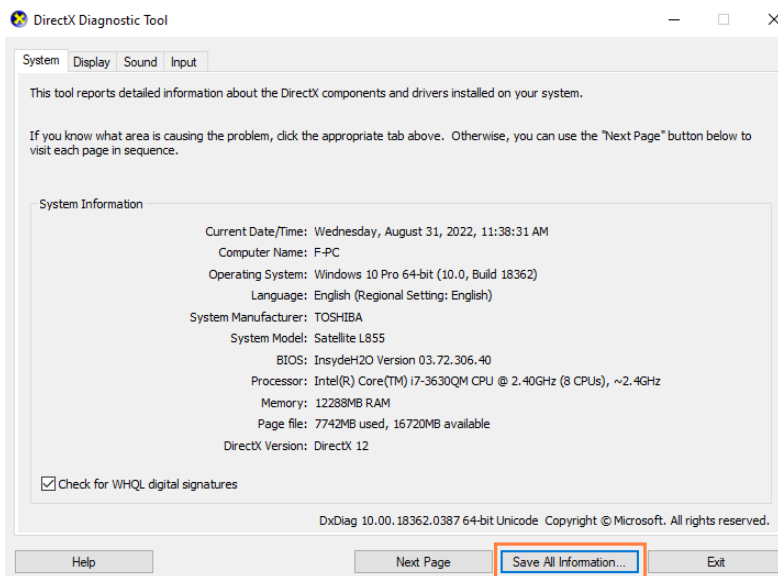 DirectX Diagnostic Tool
System Display Sound Input
This tool reports detailed information about the DirectX components and drivers installed on your system.
If you know what area is causing the problem, click the appropriate tab above. Otherwise, you can use the "Next Page" button below to
visit each page in sequence.
System Information
Current Date/Time: Wednesday, August 31, 2022, 11:38:31 AM
Computer Name: F-PC
Operating System: Windows 10 Pro 64-bit (10.0, Build 18362)
Language: English (Regional Setting: English)
System Manufacturer: TOSHIBA
System Model: Satellite L855
BIOS: InsydeH2O Version 03.72.306.40
Processor: Intel(R) Core(TM) i7-3630QM CPU @ 2.40GHz (8 CPUs), ~2.4GHz
Memory: 12288MB RAM
Page file: 7742MB used, 16720MB available
DirectX Version: DirectX 12
Check for WHQL digital signatures
DxDiag 10.00.18362.0387 64-bit Unicode Copyright © Microsoft. All rights reserved.
Help Next Page Save All Information... Exit